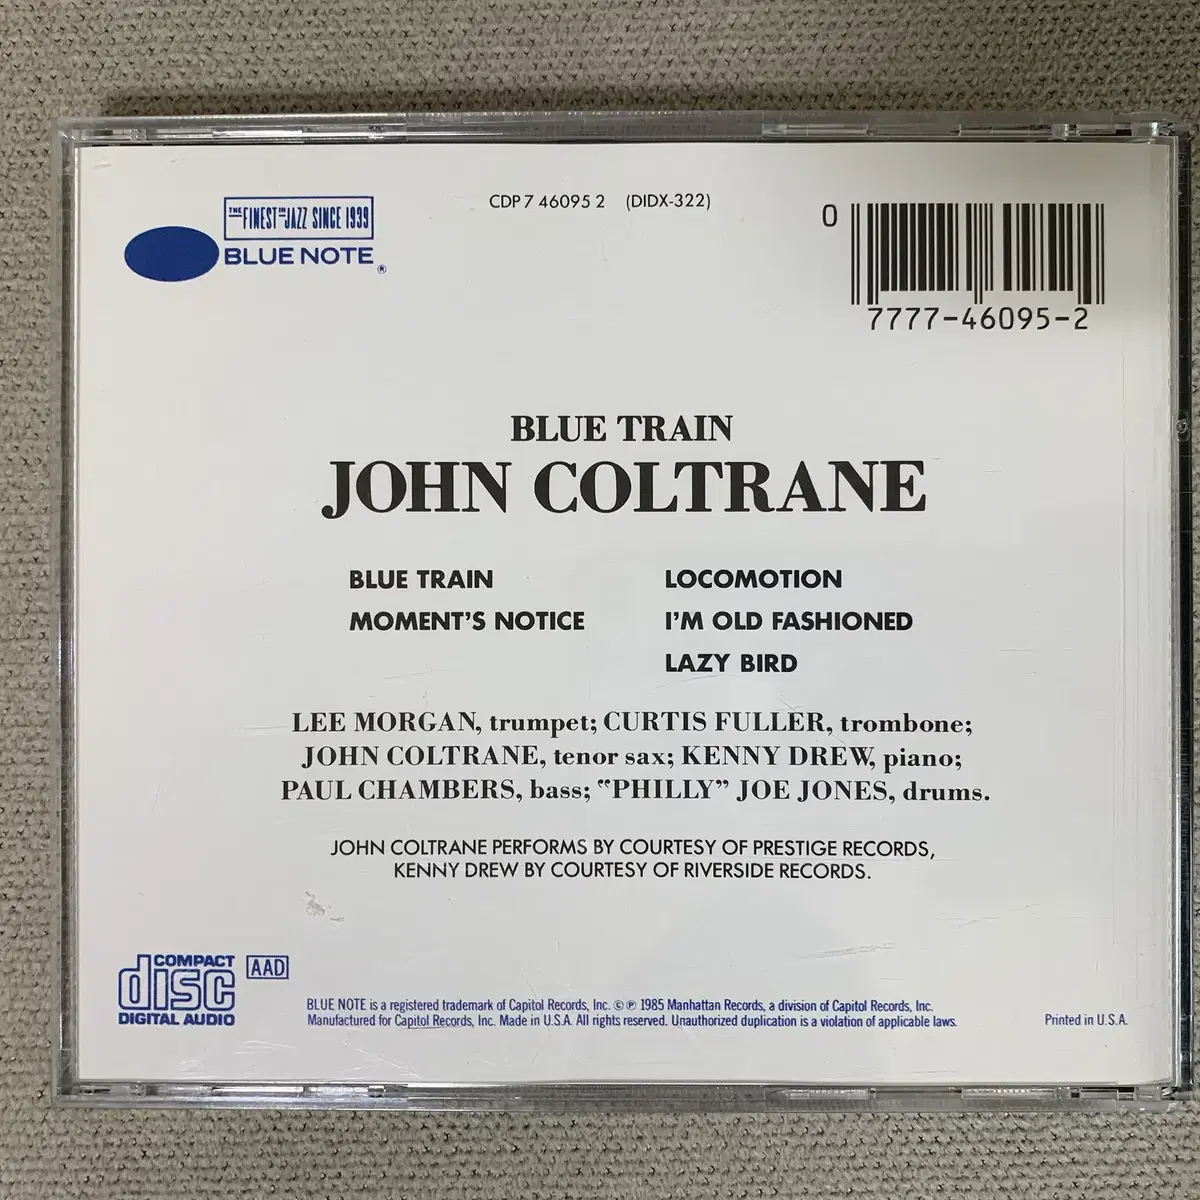 THE FINEST IN JAZZ SINCE 1939
BLUE NOTE®
CDP 7 46095 2 (DIDX-322)
0
7777-46095-2
BLUE TRAIN
JOHN COLTRANE
BLUE TRAIN
MOMENT'S NOTICE
LOCOMOTION
I'M OLD FASHIONED
LAZY BIRD
LEE MORGAN, trumpet; CURTIS FULLER, trombone;
JOHN COLTRANE, tenor sax; KENNY DREW, piano;
PAUL CHAMBERS, bass; “PHILLY” JOE JONES, drums.
JOHN COLTRANE PERFORMS BY COURTESY OF PRESTIGE RECORDS,
KENNY DREW BY COURTESY OF RIVERSIDE RECORDS.
COMPACT
disc
DIGITAL AUDIO
AAD
BLUE NOTE is a registered trademark of Capitol Records, Inc. © ℗ 1985 Manhattan Records, a division of Capitol Records, Inc.
Manufactured for Capitol Records, Inc. Made in U.S.A. All rights reserved. Unauthorized duplication is a violation of applicable laws.
Printed in U.S.A.